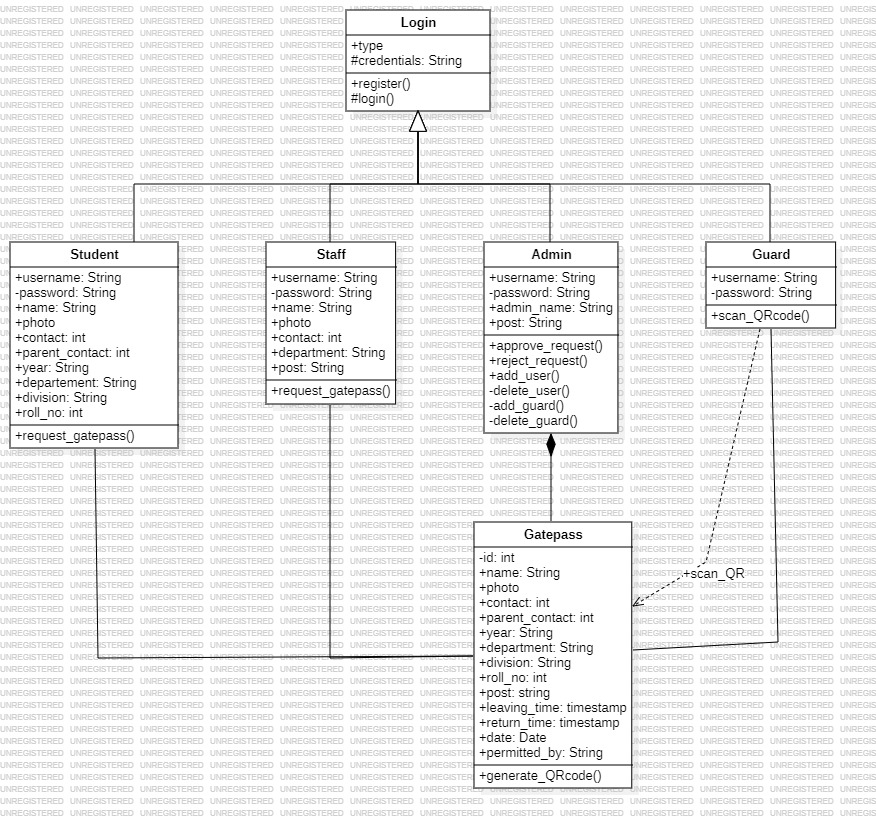 Login
+type
#credentials: String
+register()
#login()
Student
+username: String
-password: String
+name: String
+photo
+contact: int
+parent_contact: int
+year: String
+departement: String
+division: String
+roll_no: int
+request_gatepass()
Staff
+username: String
-password: String
+name: String
+photo
+contact: int
+department: String
+post: String
+request_gatepass()
Admin
+username: String
-password: String
+admin_name: String
+post: String
+approve_request()
+reject_request()
+add_user()
-delete_user()
-add_guard()
-delete_guard()
Guard
+username: String
-password: String
+scan_QRcode()
+scan_QR
Gatepass
-id: int
+name: String
+photo
+contact: int
+parent_contact: int
+year: String
+department: String
+division: String
+roll_no: int
+post: string
+leaving_time: timestamp
+return_time: timestamp
+date: Date
+permitted_by: String
+generate_QRcode()
UNREGISTERED